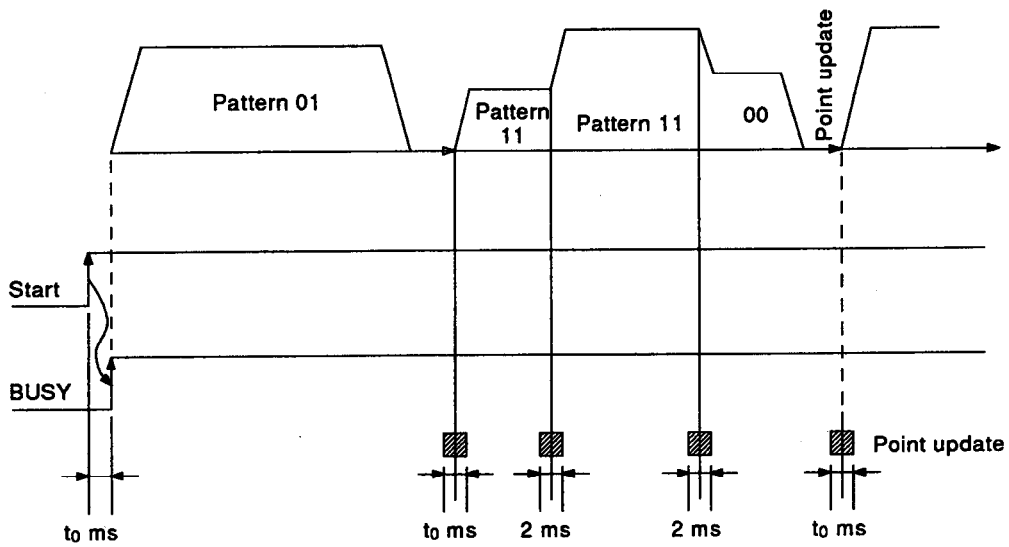 Pattern 01
Pattern
11
Pattern 11
00
Point update
Start
BUSY
Point update
t0 ms
t0 ms
2 ms
2 ms
t0 ms